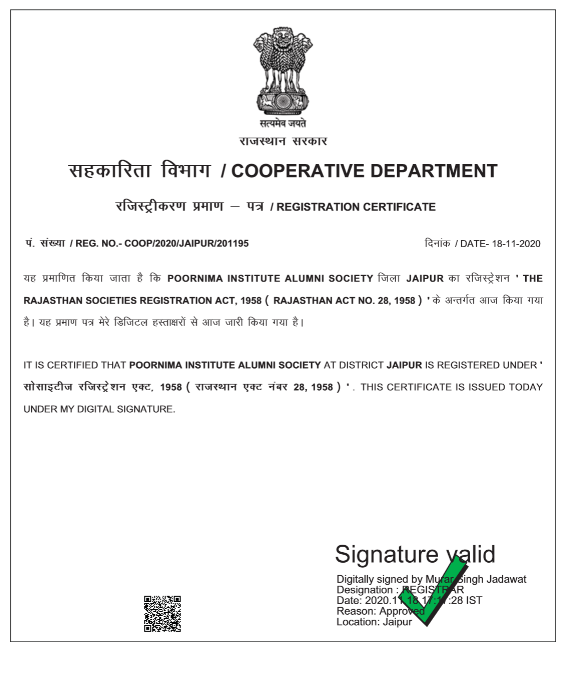 सत्यमेव जयते
राजस्थान सरकार
सहकारिता विभाग / COOPERATIVE DEPARTMENT
रजिस्ट्रीकरण प्रमाण – पत्र / REGISTRATION CERTIFICATE
पं. संख्या / REG. NO.- COOP/2020/JAIPUR/201195
दिनांक / DATE- 18-11-2020
यह प्रमाणित किया जाता है कि POORNIMA INSTITUTE ALUMNI SOCIETY जिला JAIPUR का रजिस्ट्रेशन ' THE
RAJASTHAN SOCIETIES REGISTRATION ACT, 1958 ( RAJASTHAN ACT NO. 28, 1958 ) ' के अन्तर्गत आज किया गया
है। यह प्रमाण पत्र मेरे डिजिटल हस्ताक्षरों से आज जारी किया गया है।
IT IS CERTIFIED THAT POORNIMA INSTITUTE ALUMNI SOCIETY AT DISTRICT JAIPUR IS REGISTERED UNDER '
सोसाइटीज रजिस्ट्रेशन एक्ट, 1958 ( राजस्थान एक्ट नंबर 28, 1958 ) ' . THIS CERTIFICATE IS ISSUED TODAY
UNDER MY DIGITAL SIGNATURE.
Signature valid
Digitally signed by Singh Jadawat
Designation : REGISTRAR
Date: :28 IST
Reason: Approved
Location: Jaipur